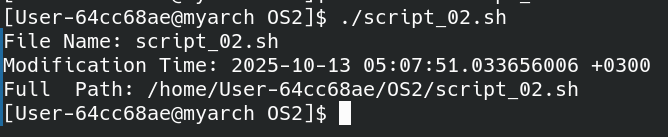 [User-64cc68ae@myarch OS2]$ ./script_02.sh
File Name: script_02.sh
Modification Time: 2025-10-13 05:07:51.033656006 +0300
Full  Path: /home/User-64cc68ae/OS2/script_02.sh
[User-64cc68ae@myarch OS2]$